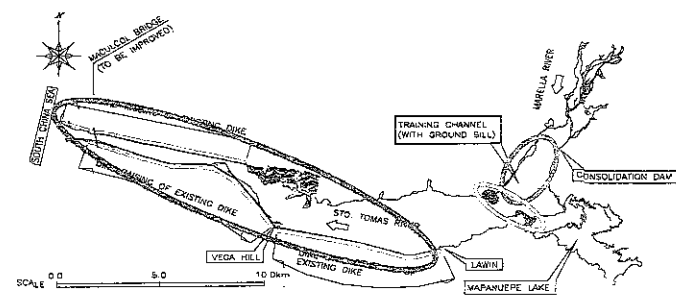 X
MACULCOL BRIDGE
(TO BE IMPROVED)
SOUTH CHINA SEA
EXISTING DIKE
MARELLA RIVER
TRAINING CHANNEL
(WITH GROUND SILL)
CONSOLIDATION DAM
RAISING OF EXISTING DIKE
STO. TOMAS RIVER
VEGA HILL
EXISTING DIKE
LAWIN
MAPANUEPE LAKE
SCALE 0.0 5.0 10.0km